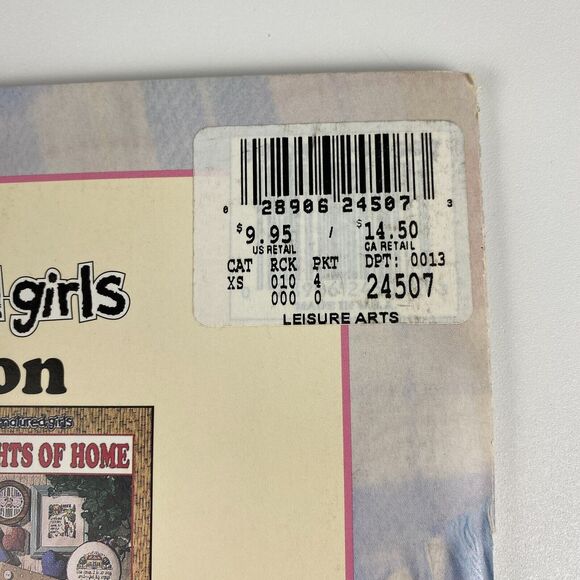 0 28906 24507 3
$9.95 / $14.50
US RETAIL CA RETAIL
CAT RCK PKT DPT: 0013
XS 010 4 24507
000 0
LEISURE ARTS
girls
on
girls
HTS OF HOME